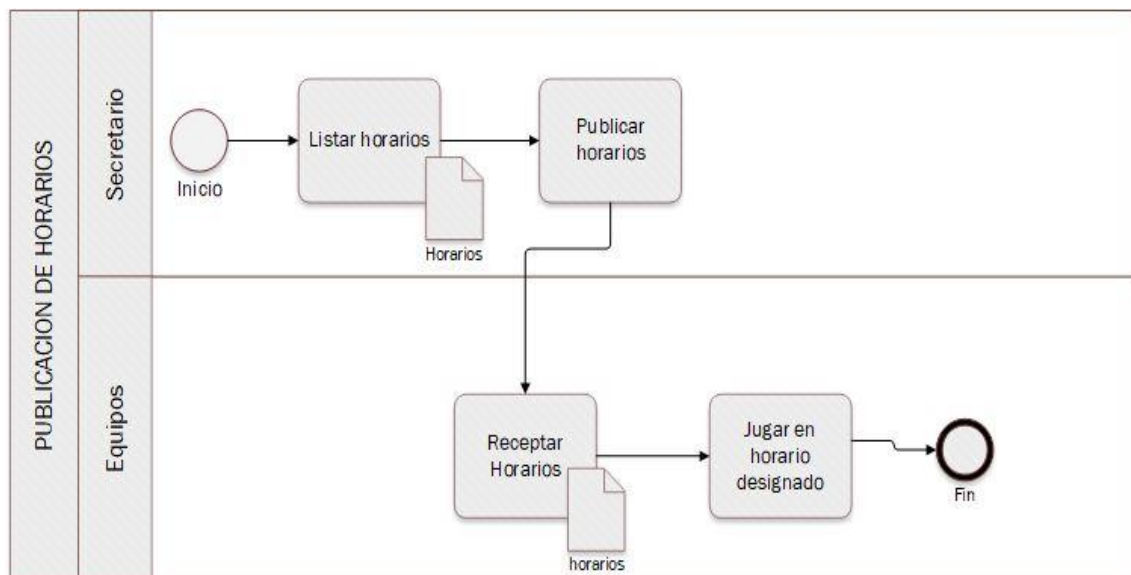 PUBLICACION DE HORARIOS
Secretario
Inicio
Listar horarios
Horarios
Publicar
horarios
Equipos
Receptar
Horarios
horarios
Jugar en
horario
designado
Fin